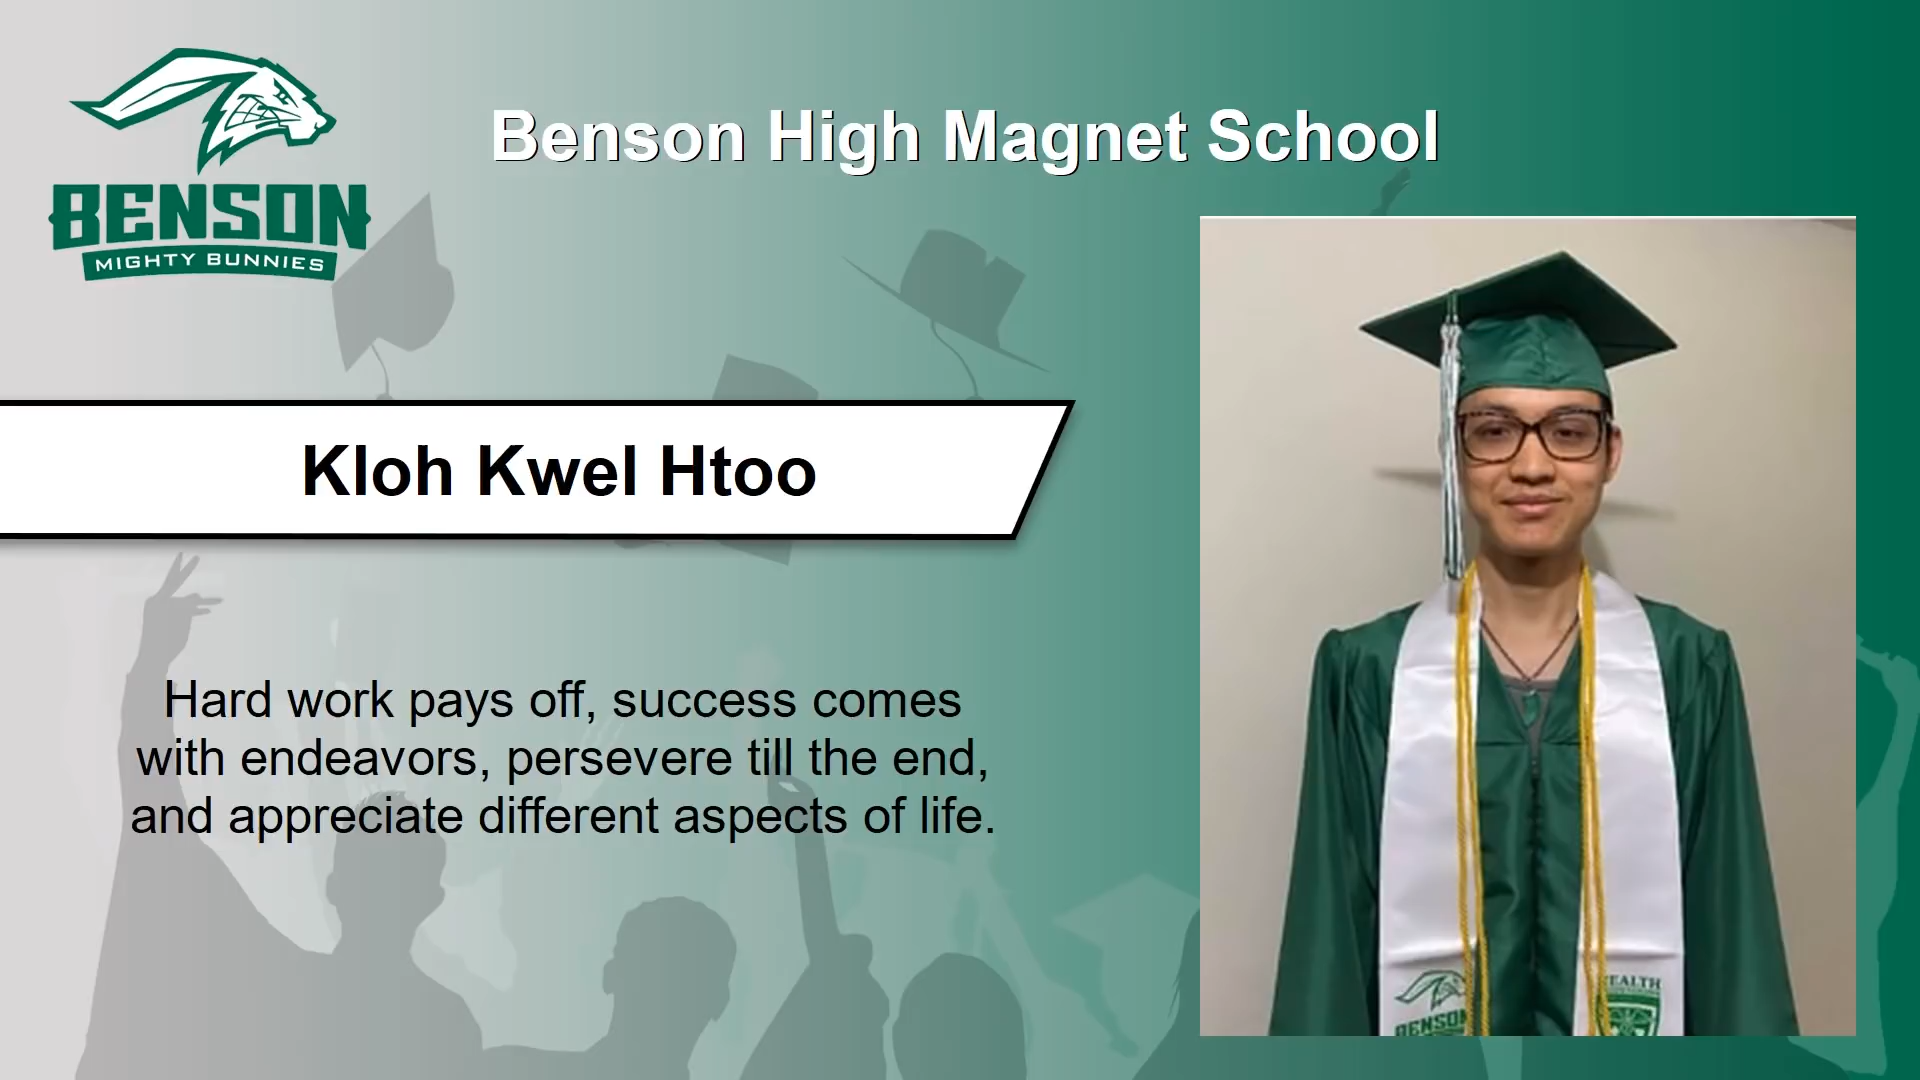 BENSON
MIGHTY BUNNIES
Benson High Magnet School
Kloh Kwel Htoo
Hard work pays off, success comes
with endeavors, persevere till the end,
and appreciate different aspects of life.
BENSON